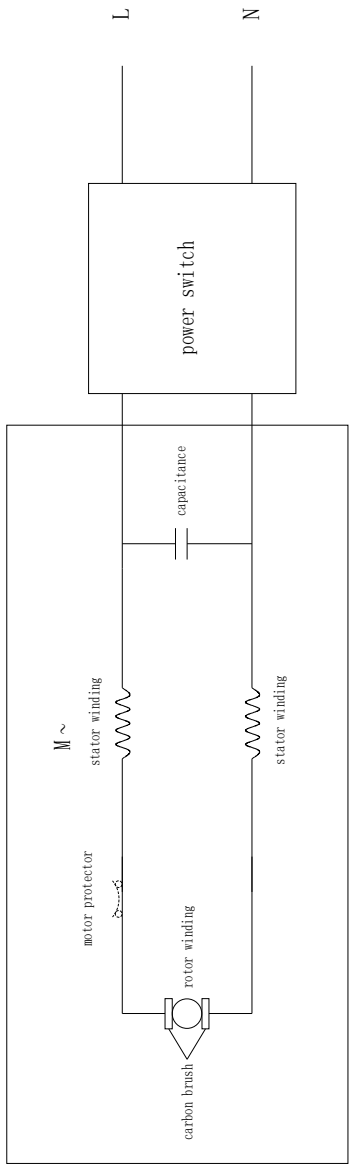 L
N
power switch
capacitance
M ~
stator winding
stator winding
motor protector
rotor winding
carbon brush